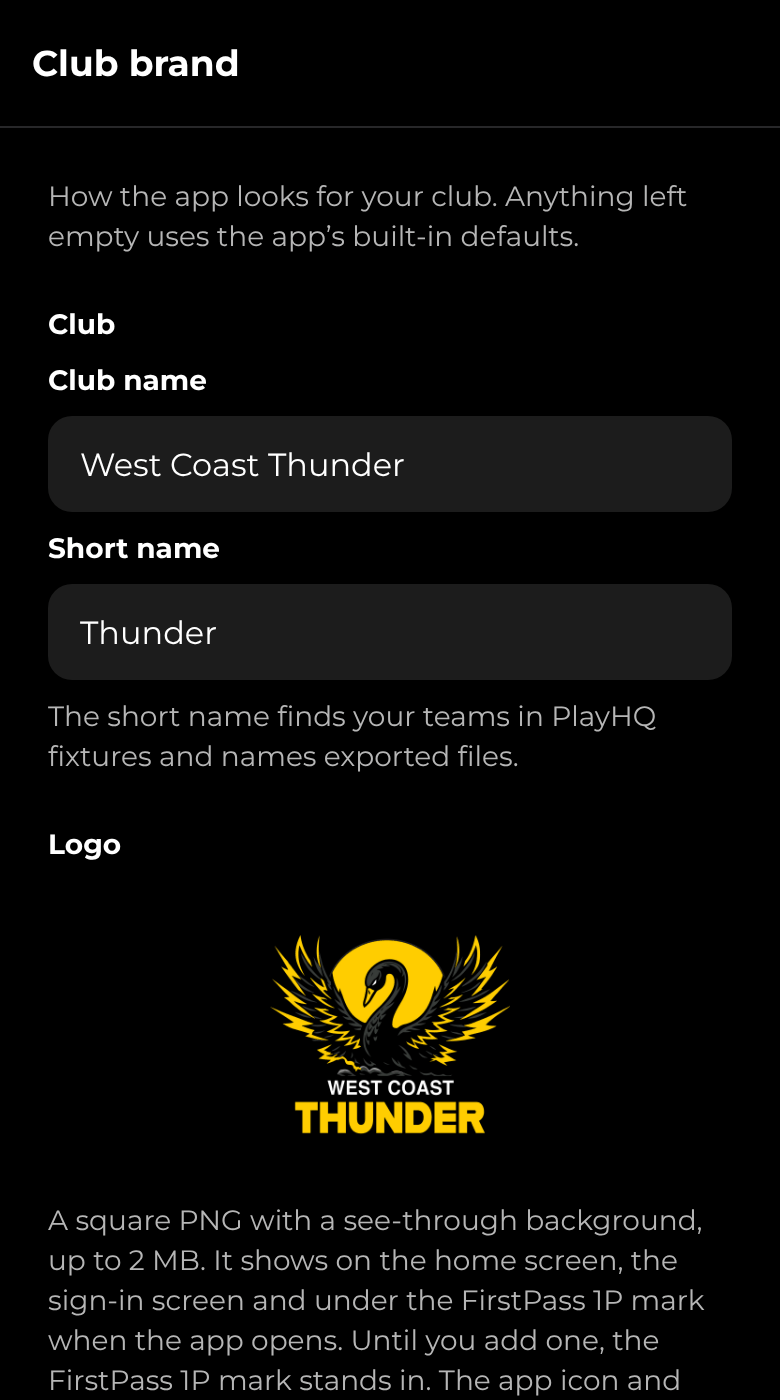 Club brand
How the app looks for your club. Anything left
empty uses the app’s built-in defaults.
Club
Club name
West Coast Thunder
Short name
Thunder
The short name finds your teams in PlayHQ
fixtures and names exported files.
Logo
WEST COAST
THUNDER
A square PNG with a see-through background,
up to 2 MB. It shows on the home screen, the
sign-in screen and under the FirstPass 1P mark
when the app opens. Until you add one, the
FirstPass 1P mark stands in. The app icon and